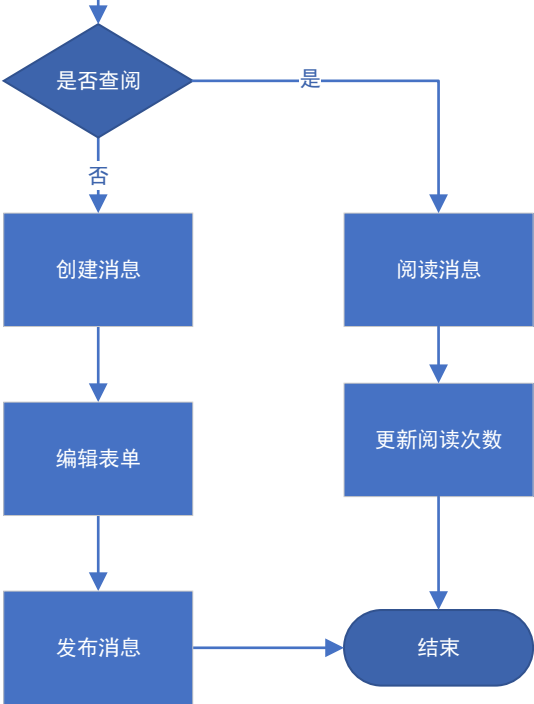 是否查阅
是
否
创建消息
阅读消息
编辑表单
更新阅读次数
发布消息
结束